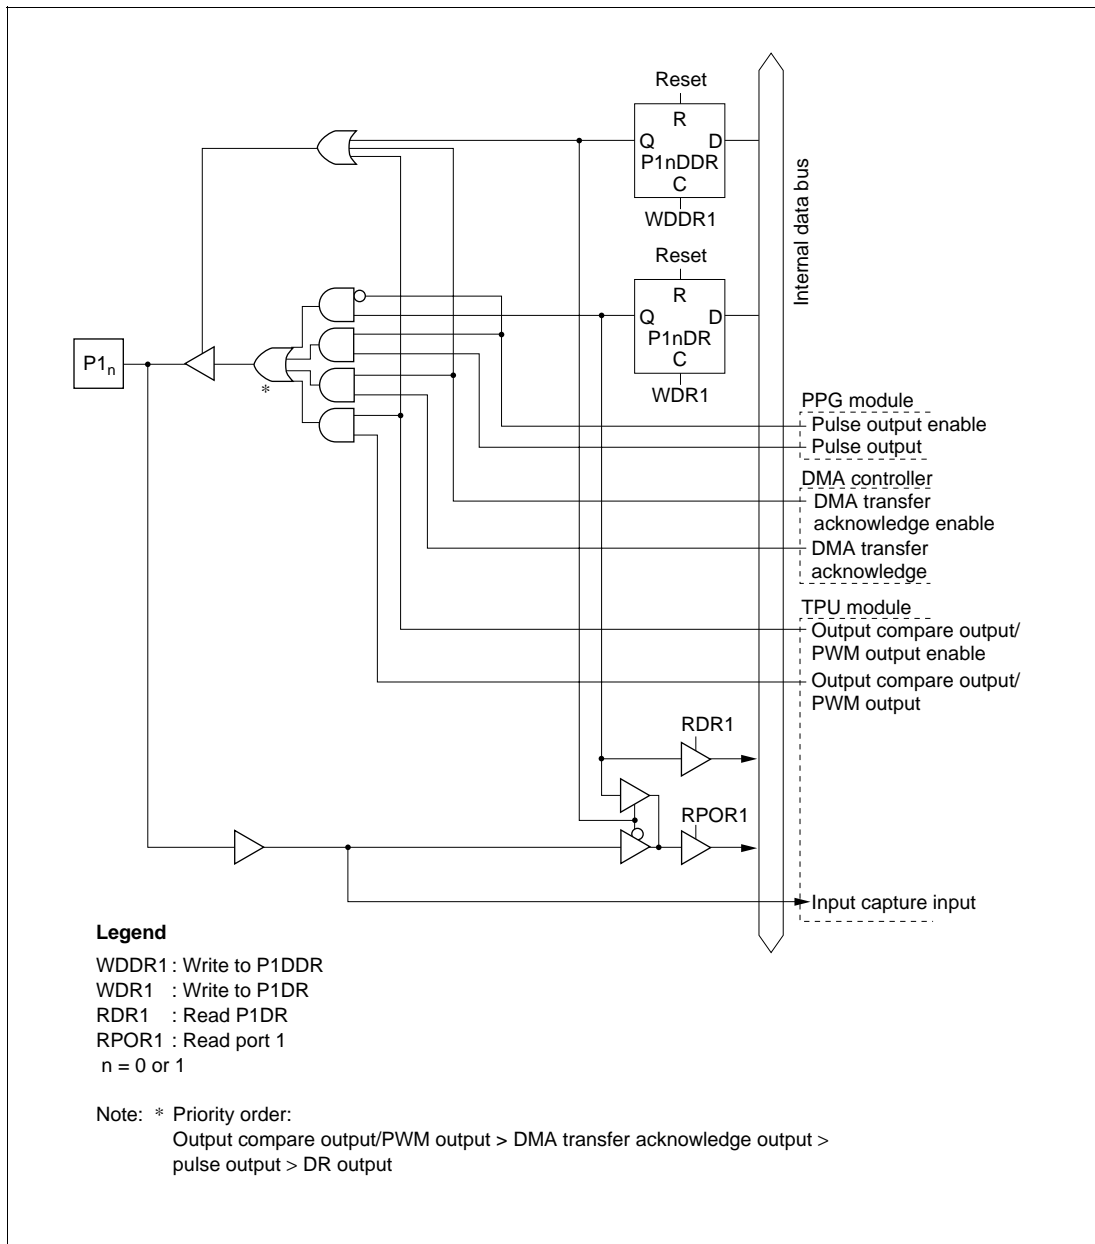 Reset
R
Q D
P1nDDR
C
WDDR1
Internal data bus
Reset
R
Q D
P1nDR
C
WDR1
P1n
*
PPG module
Pulse output enable
Pulse output
DMA controller
DMA transfer
acknowledge enable
DMA transfer
acknowledge
TPU module
Output compare output/
PWM output enable
Output compare output/
PWM output
RDR1
RPOR1
Input capture input
Legend
WDDR1 : Write to P1DDR
WDR1 : Write to P1DR
RDR1 : Read P1DR
RPOR1 : Read port 1
n = 0 or 1
Note: * Priority order:
Output compare output/PWM output > DMA transfer acknowledge output >
pulse output > DR output